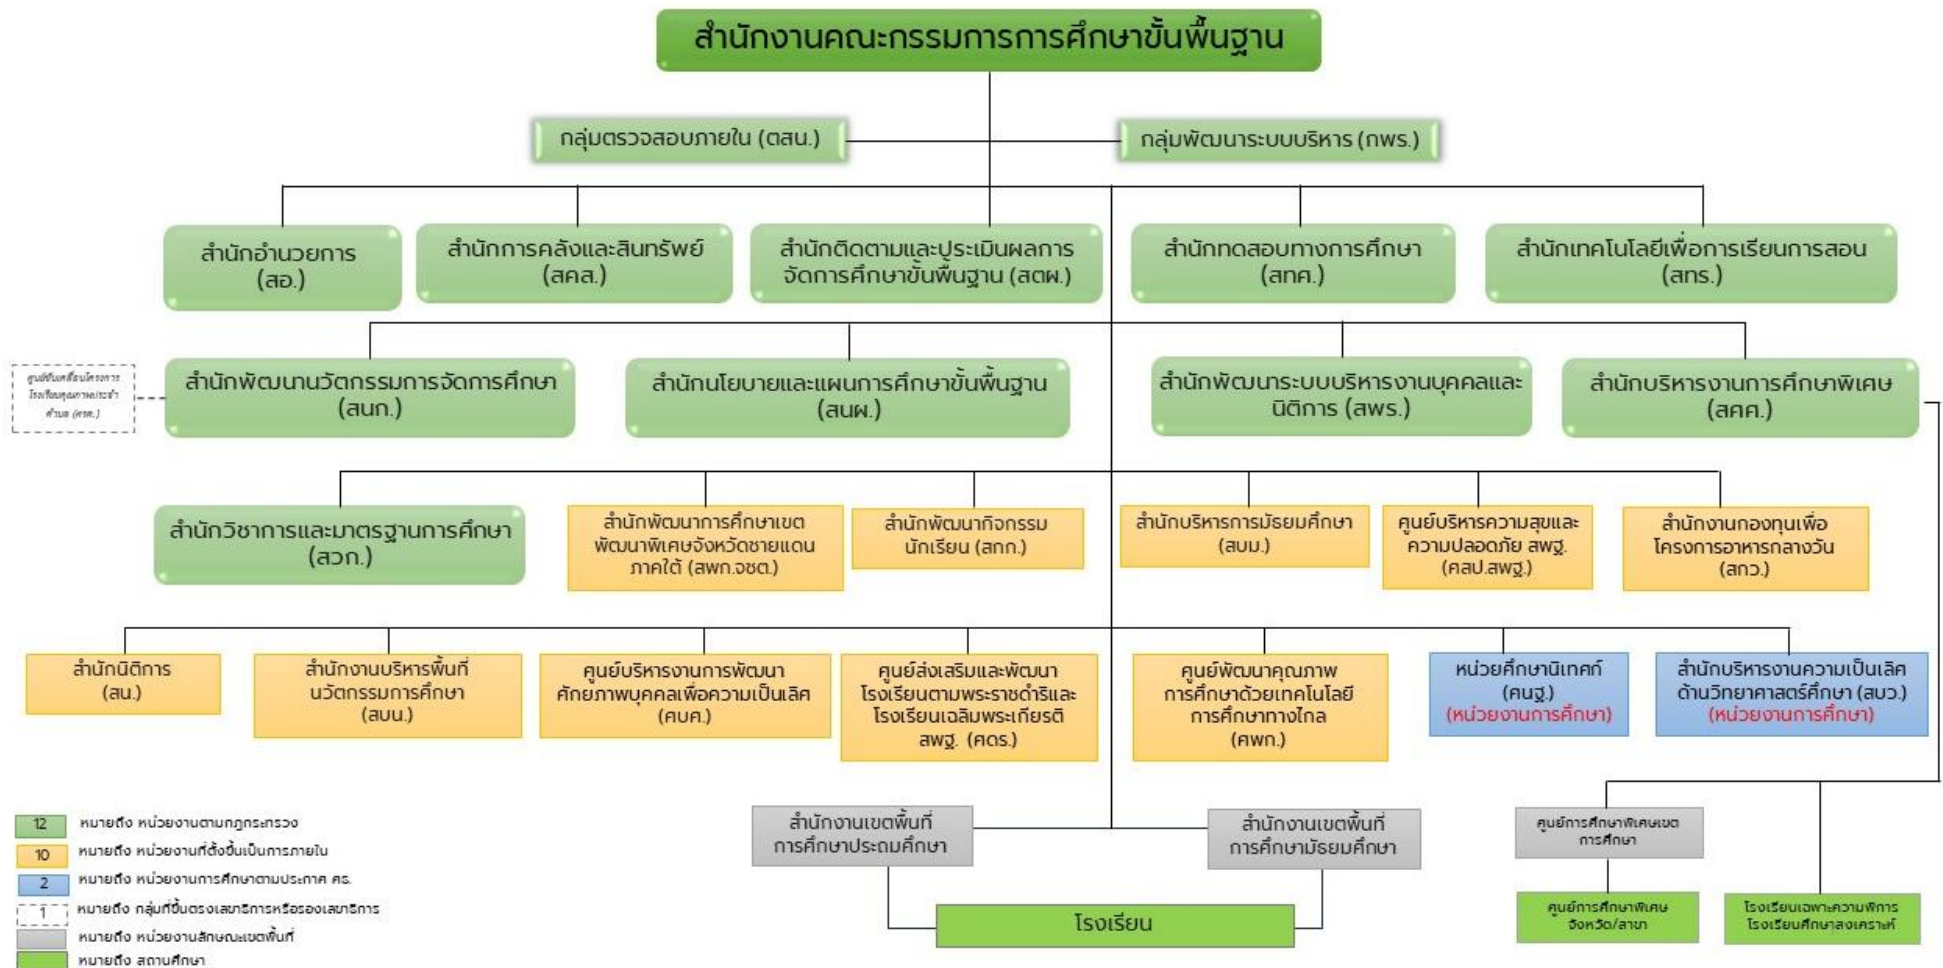 สำนักงานคณะกรรมการการศึกษาขั้นพื้นฐาน
กลุ่มตรวจสอบภายใน (ตสน.)
กลุ่มพัฒนาระบบบริหาร (กพร.)
สำนักอำนวยการ
(สอ.)
สำนักการคลังและสินทรัพย์
(สคส.)
สำนักติดตามและประเมินผลการ
จัดการศึกษาขั้นพื้นฐาน (สตผ.)
สำนักทดสอบทางการศึกษา
(สทศ.)
สำนักเทคโนโลยีเพื่อการเรียนการสอน
(สทร.)
ศูนย์ขับเคลื่อนโครงการ
โรงเรียนคุณภาพประจำ
ตำบล
สำนักพัฒนานวัตกรรมการจัดการศึกษา
(สนก.)
สำนักนโยบายและแผนการศึกษาขั้นพื้นฐาน
(สนผ.)
สำนักพัฒนาระบบบริหารงานบุคคลและ
นิติการ (สพร.)
สำนักบริหารงานการศึกษาพิเศษ
(สศศ.)
สำนักวิชาการและมาตรฐานการศึกษา
(สวก.)
สำนักพัฒนาการศึกษาเขต
พัฒนาพิเศษจังหวัดชายแดน
ภาคใต้ (สพก.จชต.)
สำนักพัฒนากิจกรรม
นักเรียน (สกก.)
สำนักบริหารการมัธยมศึกษา
(สบม.)
ศูนย์บริหารความสุขและ
ความปลอดภัย สพฐ.
(ศสป.สพฐ.)
สำนักงานกองทุนเพื่อ
โครงการอาหารกลางวัน
(สกว.)
สำนักนิติการ
(สน.)
สำนักงานบริหารพื้นที่
นวัตกรรมการศึกษา
(สบน.)
ศูนย์บริหารงานการพัฒนา
ศักยภาพบุคคลเพื่อความเป็นเลิศ
(ศบศ.)
ศูนย์ส่งเสริมและพัฒนา
โรงเรียนตามพระราชดำริและ
โรงเรียนเฉลิมพระเกียรติ
สพฐ. (ศดร.)
ศูนย์พัฒนาคุณภาพ
การศึกษาด้วยเทคโนโลยี
การศึกษาทางไกล
(ศพก.)
หน่วยศึกษานิเทศก์
(ศนฐ.)
(หน่วยงานการศึกษา)
สำนักบริหารงานความเป็นเลิศ
ด้านวิทยาศาสตร์ศึกษา (สบว.)
(หน่วยงานการศึกษา)
สำนักงานเขตพื้นที่
การศึกษาประถมศึกษา
สำนักงานเขตพื้นที่
การศึกษามัธยมศึกษา
ศูนย์การศึกษาพิเศษเขต
การศึกษา
โรงเรียน
ศูนย์การศึกษาพิเศษ
จังหวัด/สาขา
โรงเรียนเฉพาะความพิการ
โรงเรียนศึกษาสงเคราะห์
12 หมายถึง หน่วยงานตามกฎกระทรวง
10 หมายถึง หน่วยงานที่ตั้งขึ้นเป็นการภายใน
2 หมายถึง หน่วยงานการศึกษาตามประกาศ ศธ.
1 หมายถึง กลุ่มที่ขึ้นตรงเลขาธิการหรือรองเลขาธิการ
หมายถึง หน่วยงานลักษณะเขตพื้นที่
หมายถึง สถานศึกษา